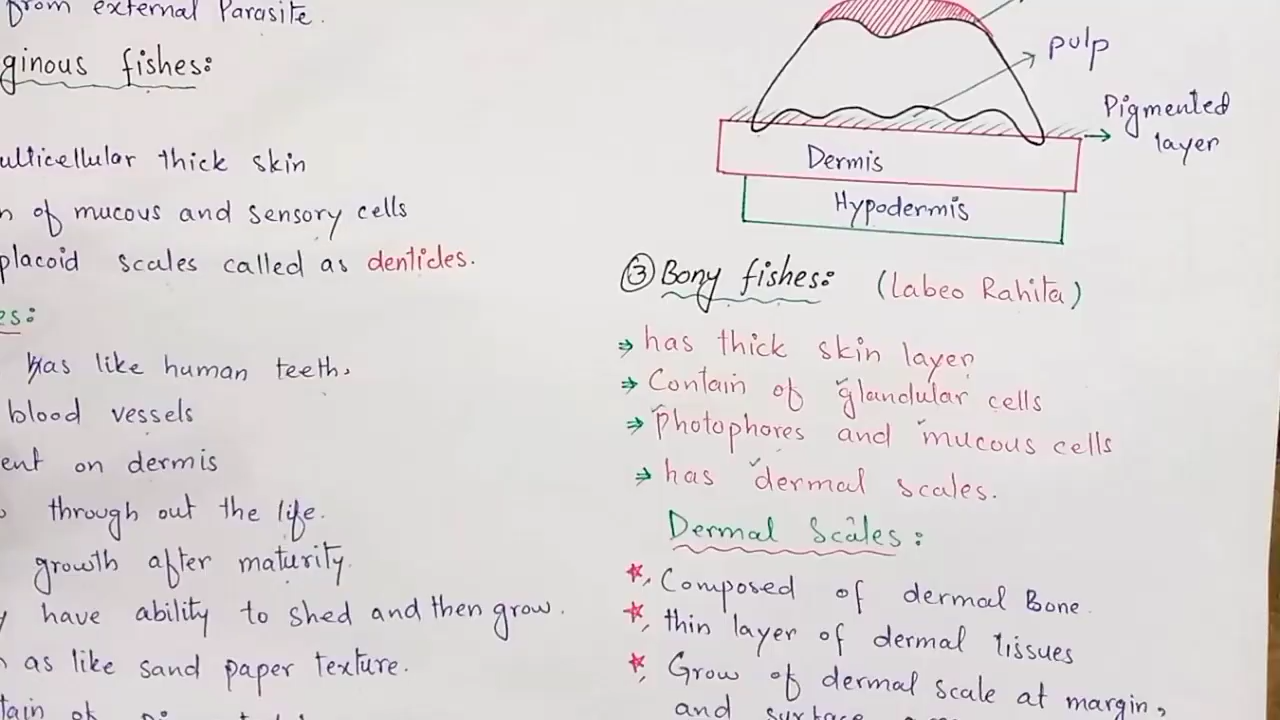 from external Parasite.
ginous fishes:
ulticellular thick skin
n of mucous and sensory cells
placoid scales called as denticles.
es:
has like human teeth,
blood vessels
ent on dermis
through out the life.
growth after maturity.
y have ability to shed and then grow.
as like sand paper texture.
tain of
pulp
Pigmented
layer
Dermis
Hypodermis
③ Bony fishes: (Labeo Rahita)
⇒ has thick skin layer
⇒ Contain of glandular cells
⇒ Photophores and mucous cells
⇒ has dermal scales.
Dermal Scales:
★, Composed of dermal Bone.
★, thin layer of dermal tissues
★, Grow of dermal scale at margin,
and surface